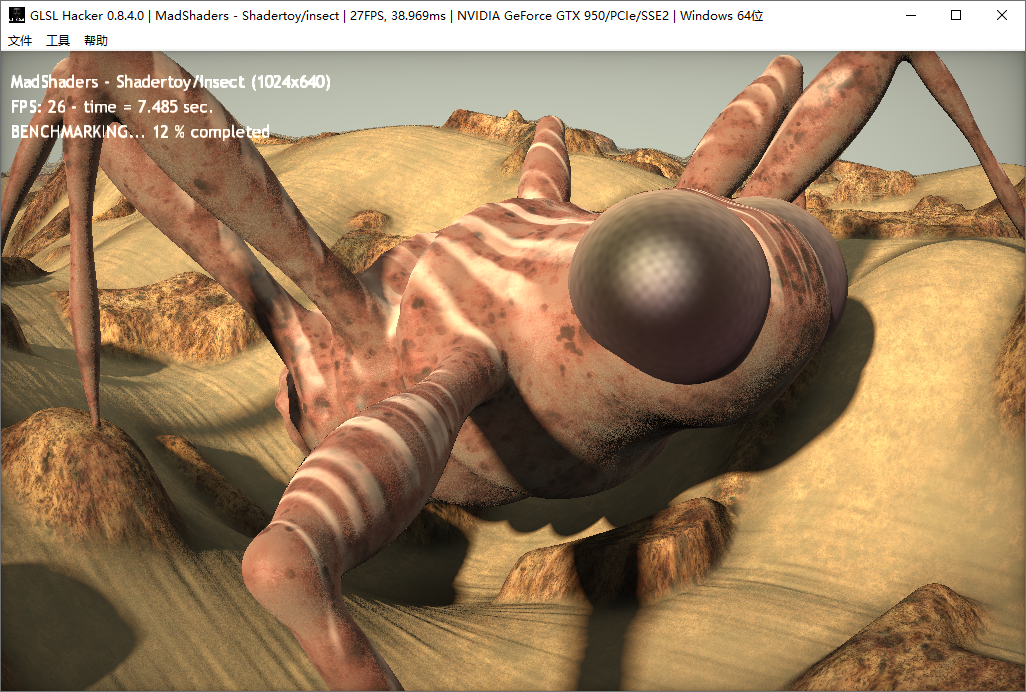 GLSL Hacker 0.8.4.0 | MadShaders - Shadertoy/insect | 27FPS, 38.969ms | NVIDIA GeForce GTX 950/PCIe/SSE2 | Windows 64位
文件 工具 帮助
MadShaders - Shadertoy/Insect (1024x640)
FPS: 26 - time = 7.485 sec.
BENCHMARKING... 12 % completed